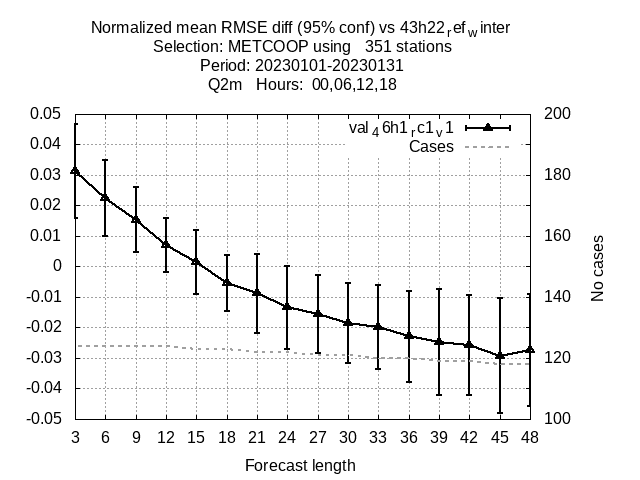 Normalized mean RMSE diff (95% conf) vs 43h22refwinter
Selection: METCOOP using 351 stations
Period: 20230101-20230131
Q2m Hours: 00,06,12,18
0.05
0.04
0.03
0.02
0.01
0
-0.01
-0.02
-0.03
-0.04
-0.05
val46h1rc1v1
Cases
200
180
160
140
120
100
No cases
3 6 9 12 15 18 21 24 27 30 33 36 39 42 45 48
Forecast length